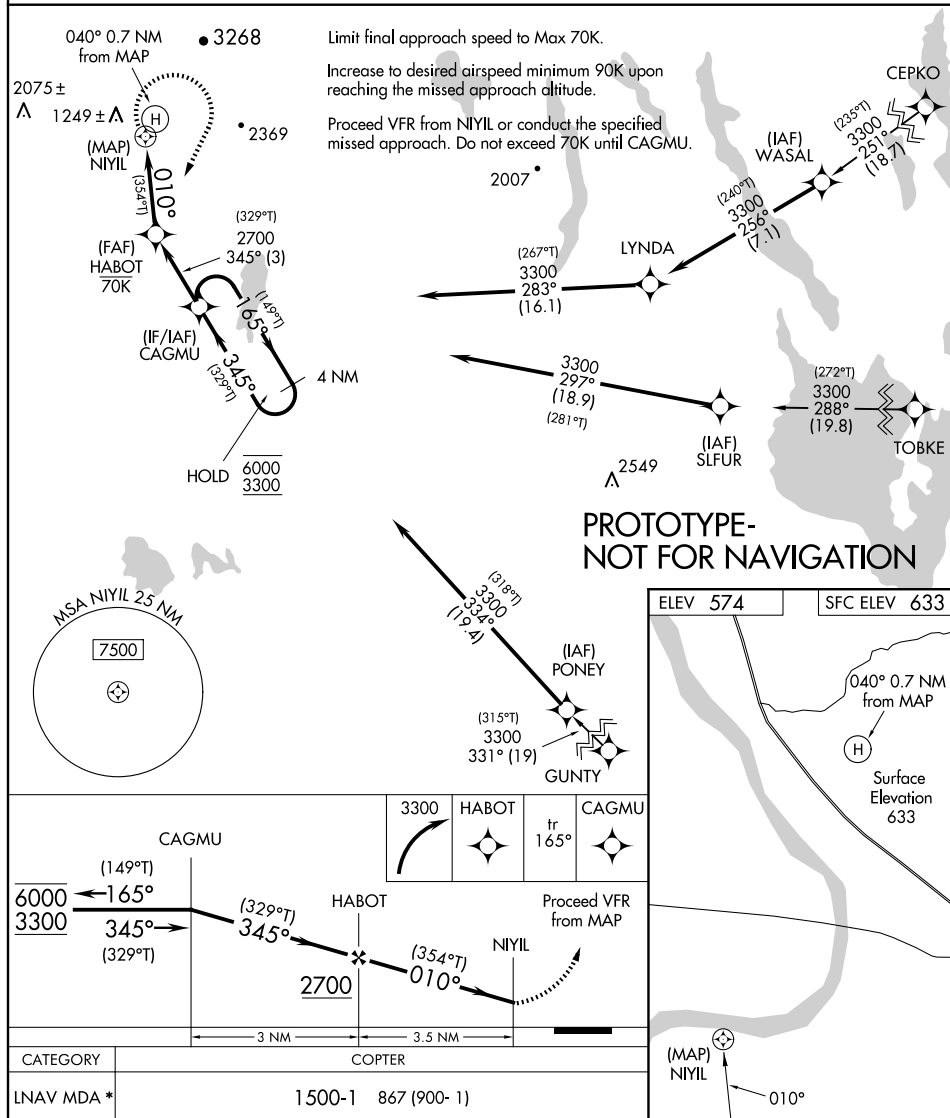 040° 0.7 NM
from MAP
3268
Limit final approach speed to Max 70K.
Increase to desired airspeed minimum 90K upon
reaching the missed approach altitude.
Proceed VFR from NIYIL or conduct the specified
missed approach. Do not exceed 70K until CAGMU.
2075 ±
1249 ±
H
2369
(MAP)
NIYIL
010°
(354°T)
2007
CEPKO
(235°T)
3300
251°
(18.7)
(IAF)
WASAL
(240°T)
3300
256°
(7.1)
LYNDA
(267°T)
3300
283°
(16.1)
(FAF)
HABOT
70K
(329°T)
2700
345° (3)
(IF/IAF)
CAGMU
(149°T)
165°
345°
(329°T)
4 NM
HOLD
6000
3300
3300
297°
(18.9)
(281°T)
(IAF)
SLFUR
(272°T)
3300
288°
(19.8)
TOBKE
2549
PROTOTYPE-
NOT FOR NAVIGATION
MSA NIYIL 25 NM
7500
(318°T)
3300
334°
(19.4)
(IAF)
PONEY
(315°T)
3300
331° (19)
GUNTY
ELEV 574
SFC ELEV 633
040° 0.7 NM
from MAP
H
Surface
Elevation
633
(MAP)
NIYIL
010°
3300
HABOT
tr
165°
CAGMU
CAGMU
6000
3300
(149°T)
165°
345°
(329°T)
(329°T)
345°
HABOT
2700
(354°T)
010°
NIYIL
Proceed VFR
from MAP
3 NM
3.5 NM
CATEGORY
COPTER
LNAV MDA *
1500-1 867 (900- 1)